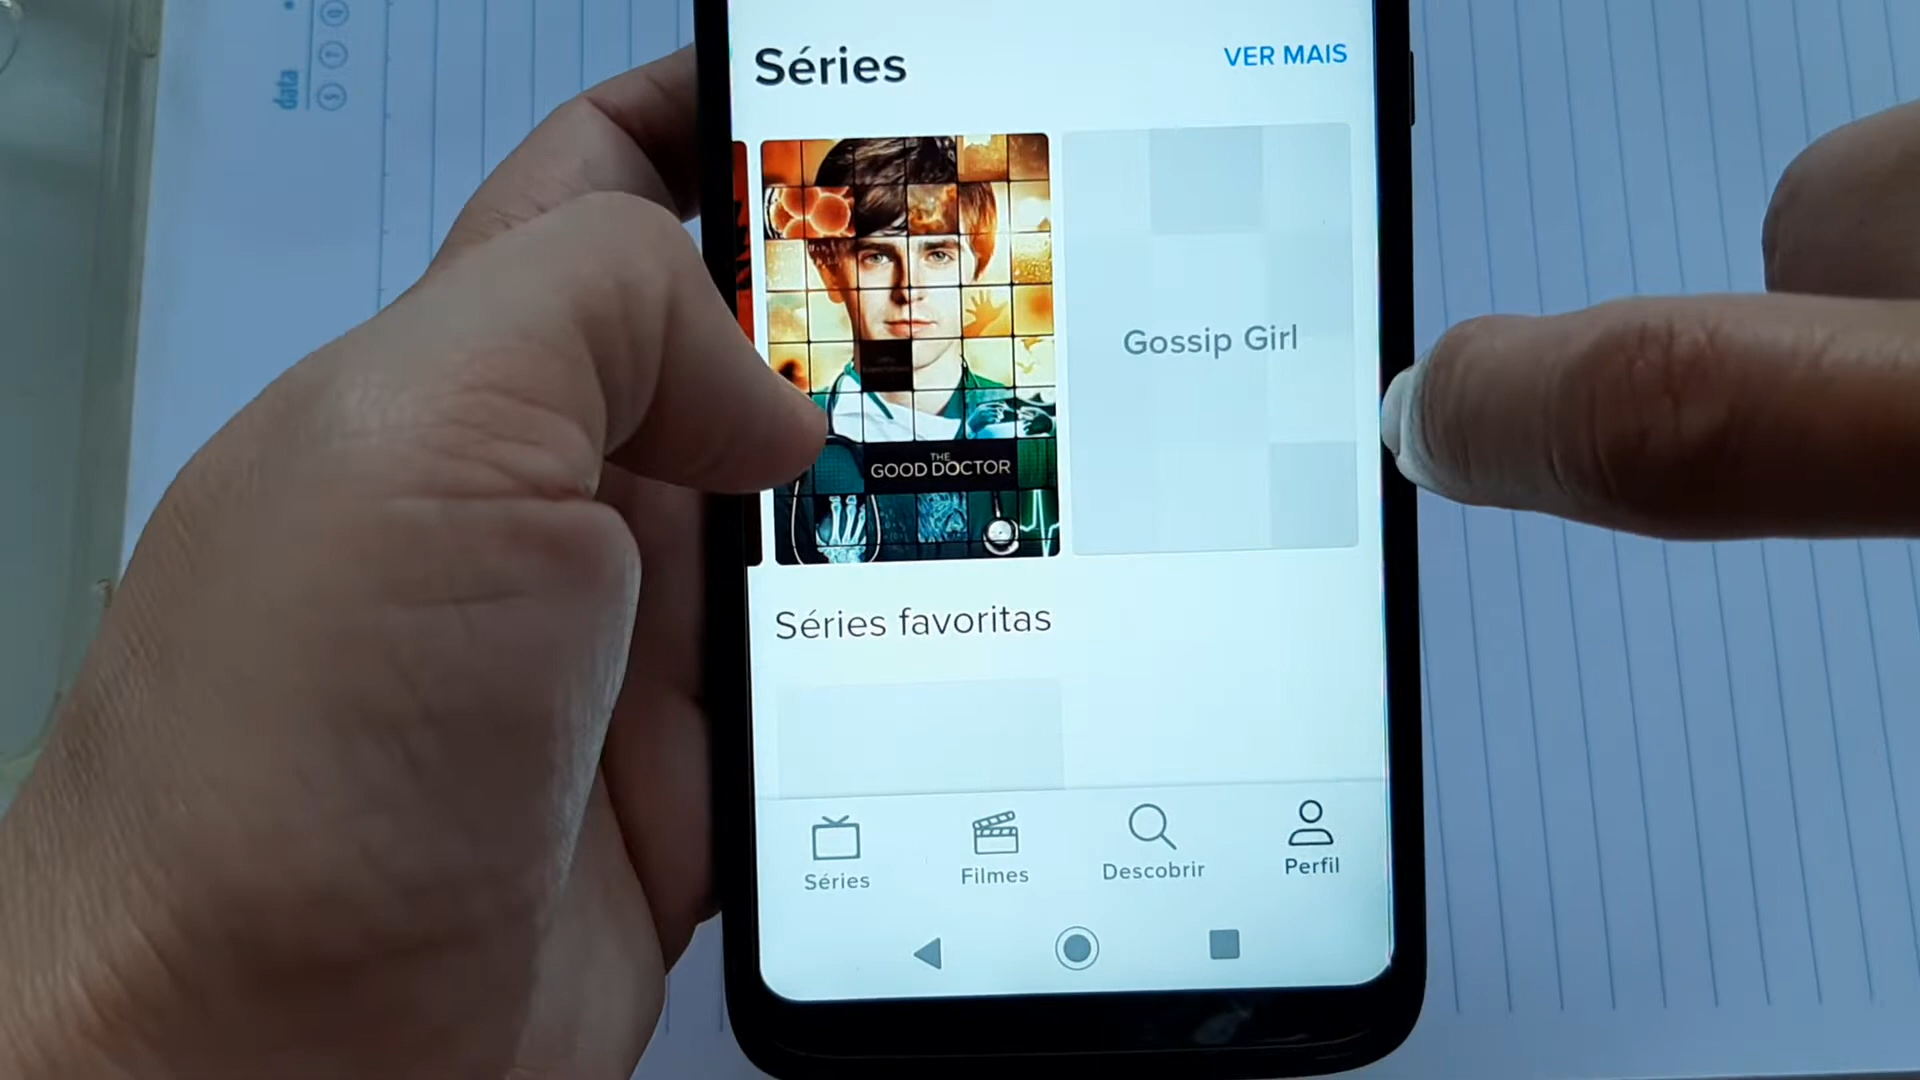 data
Séries
VER MAIS
THE
GOOD DOCTOR
Gossip Girl
Séries favoritas
Séries
Filmes
Descobrir
Perfil